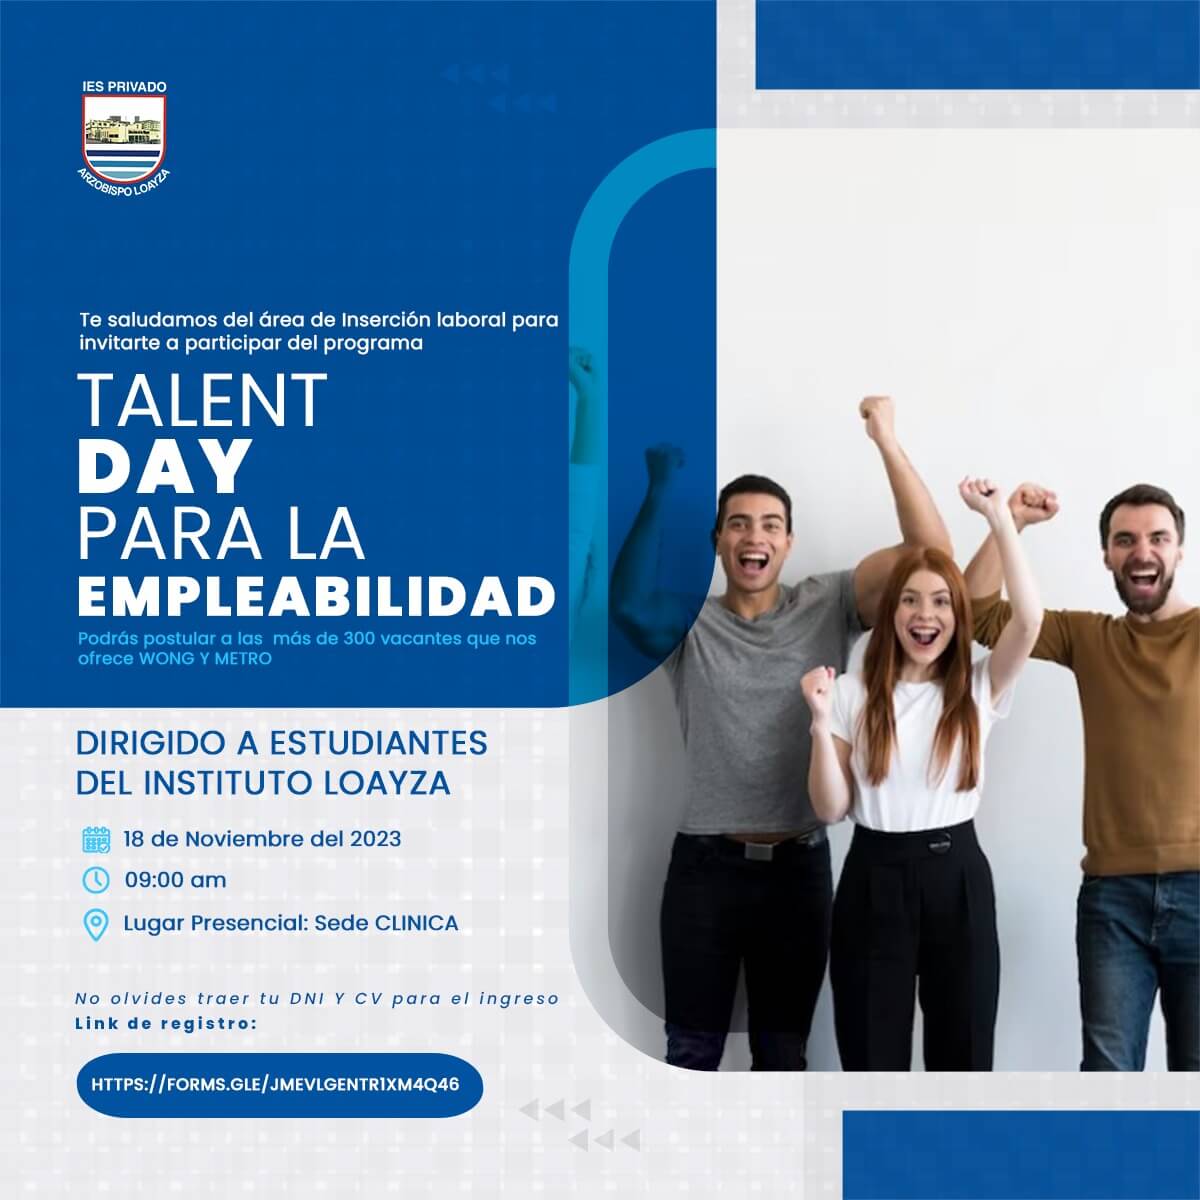 IES PRIVADO
ARZOBISPO LOAYZA
Te saludamos del área de Inserción laboral para
invitarte a participar del programa
TALENT
DAY
PARA LA
EMPLEABILIDAD
Podrás postular a las más de 300 vacantes que nos
ofrece WONG Y METRO
DIRIGIDO A ESTUDIANTES
DEL INSTITUTO LOAYZA
18 de Noviembre del 2023
09:00 am
Lugar Presencial: Sede CLINICA
No olvides traer tu DNI Y CV para el ingreso
Link de registro:
HTTPS://FORMS.GLE/JMEVLGENTR1XM4Q46